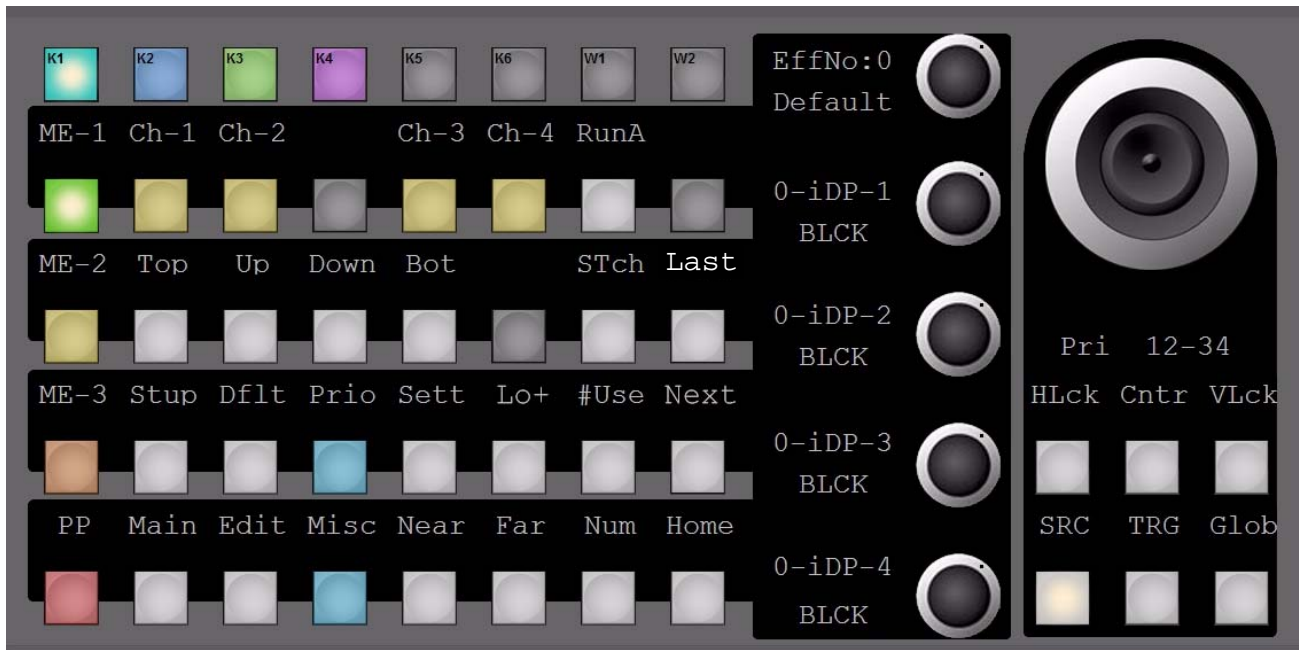 K1 K2 K3 K4 K5 K6 W1 W2
ME-1 Ch-1 Ch-2 Ch-3 Ch-4 RunA
ME-2 Top Up Down Bot STch Last
ME-3 Stup Dflt Prio Sett Lo+ #Use Next
PP Main Edit Misc Near Far Num Home
EffNo:0
Default
0-iDP-1
BLCK
0-iDP-2
BLCK
0-iDP-3
BLCK
0-iDP-4
BLCK
Pri 12-34
HLck Cntr VLck
SRC TRG Glob